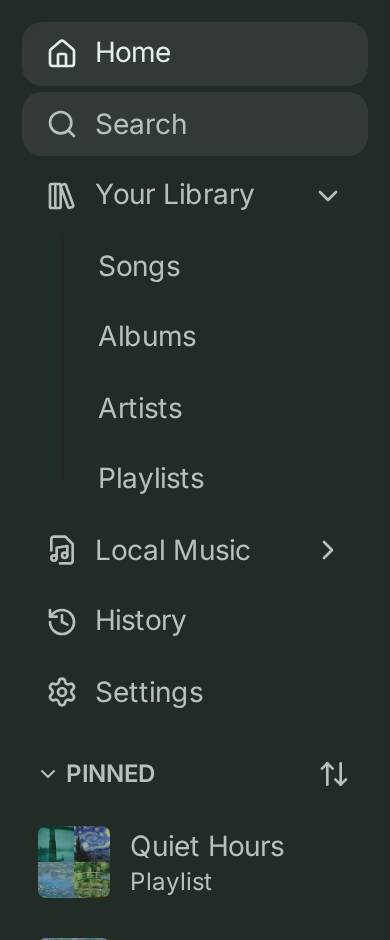 Home
Search
Your Library
Songs
Albums
Artists
Playlists
Local Music
History
Settings
PINNED
Quiet Hours
Playlist